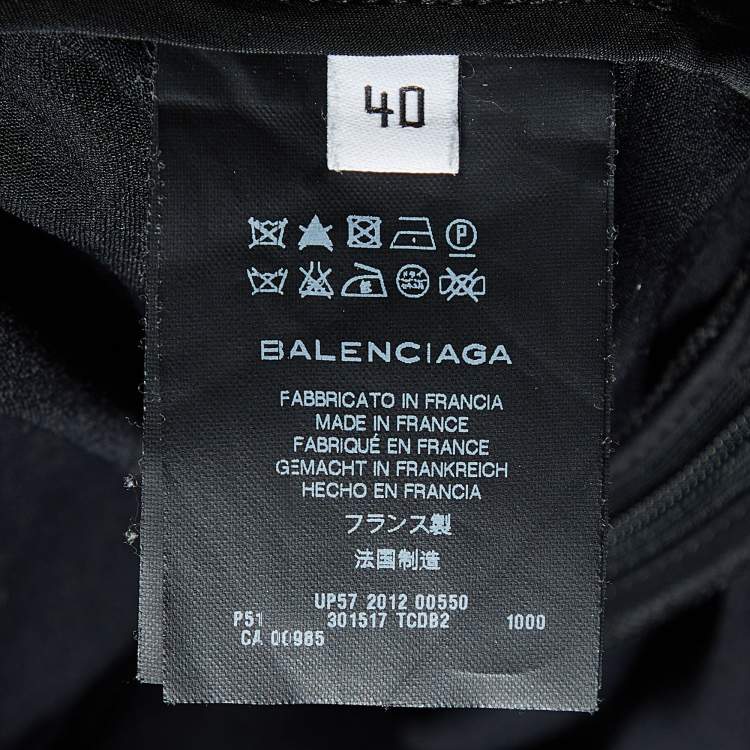 40
BALENCIAGA
FABBRICATO IN FRANCIA
MADE IN FRANCE
FABRIQUÉ EN FRANCE
GEMACHT IN FRANKREICH
HECHO EN FRANCIA
フランス製
法国制造
UP57 2012 00550
P51 301517 TCDB2 1000
CA 00985